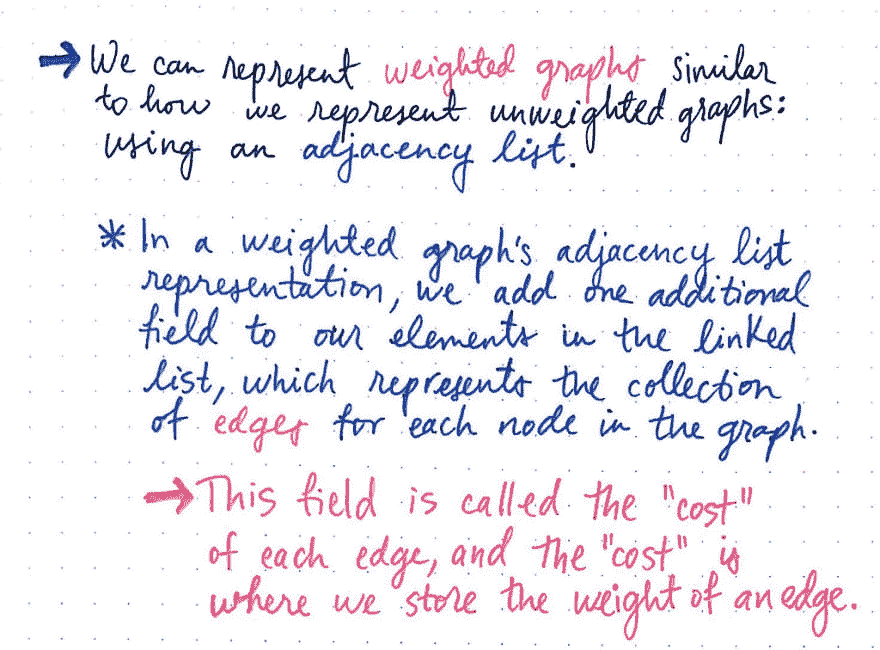 → We can represent weighted graphs similar
to how we represent unweighted graphs:
using an adjacency list.
* In a weighted graph's adjacency list
representation, we add one additional
field to our elements in the linked
list, which represents the collection
of edges for each node in the graph.
→ This field is called the "cost"
of each edge, and the "cost" is
where we store the weight of an edge.